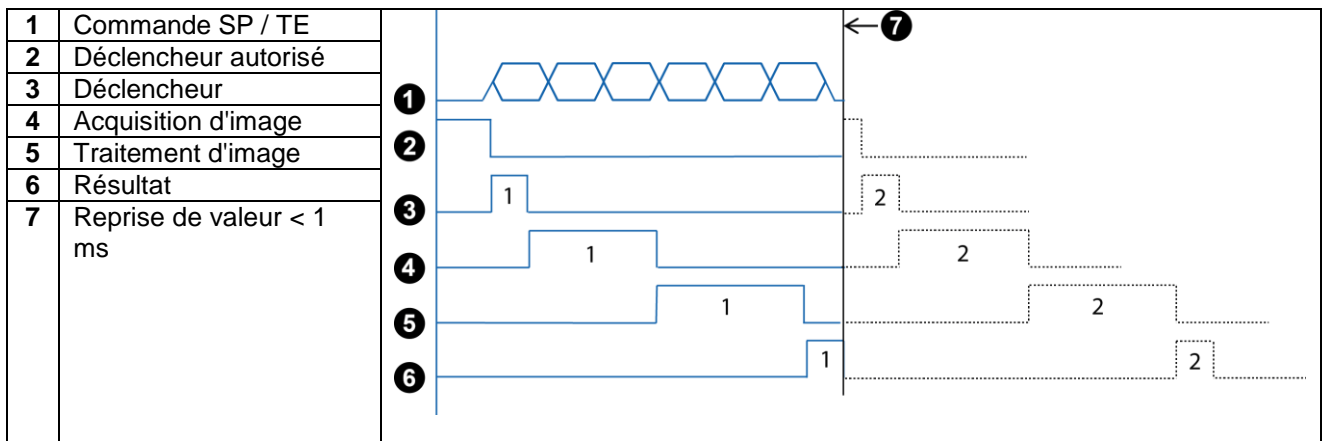 1 Commande SP / TE
2 Déclencheur autorisé
3 Déclencheur
4 Acquisition d'image
5 Traitement d'image
6 Résultat
7 Reprise de valeur < 1
ms
7
1
2
3 1 2
4 1 2
5 1 2
6 1 2